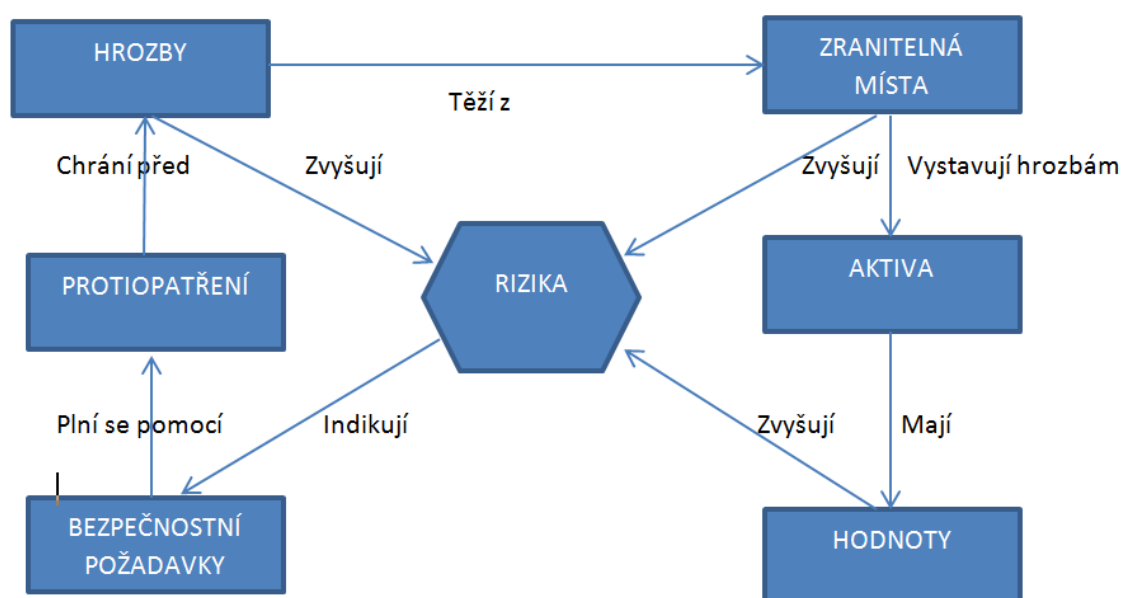 HROZBY
ZRANITELNÁ
MÍSTA
Těží z
Chrání před
Zvyšují
Zvyšují
Vystavují hrozbám
PROTIOPATŘENÍ
RIZIKA
AKTIVA
Plní se pomocí
Indikují
Zvyšují
Mají
BEZPEČNOSTNÍ
POŽADAVKY
HODNOTY